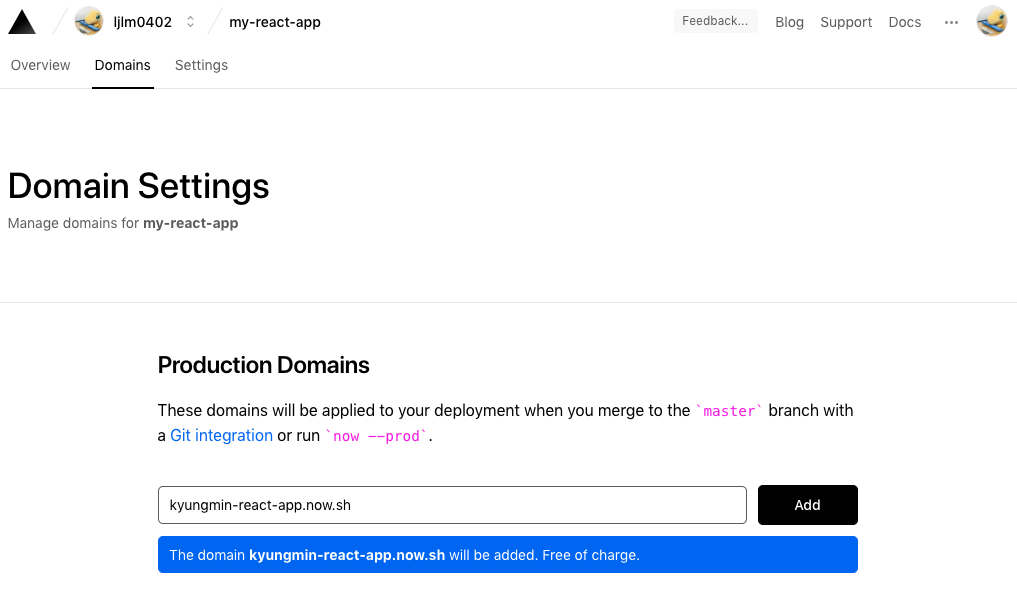 ljlm0402 my-react-app Feedback... Blog Support Docs
Overview Domains Settings
Domain Settings
Manage domains for my-react-app
Production Domains
These domains will be applied to your deployment when you merge to the `master` branch with
a Git integration or run `now --prod`.
kyungmin-react-app.now.sh Add
The domain kyungmin-react-app.now.sh will be added. Free of charge.